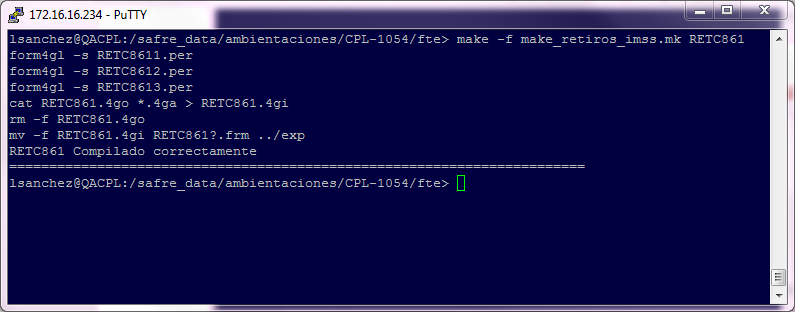 172.16.16.234 - PuTTY
lsanchez@QACPL:/safre_data/ambientaciones/CPL-1054/fte> make -f make_retiros_imss.mk RETC861
form4gl -s RETC8611.per
form4gl -s RETC8612.per
form4gl -s RETC8613.per
cat RETC861.4go *.4ga > RETC861.4gi
rm -f RETC861.4go
mv -f RETC861.4gi RETC861?.frm ../exp
RETC861 Compilado correctamente
==========================================================================
lsanchez@QACPL:/safre_data/ambientaciones/CPL-1054/fte>